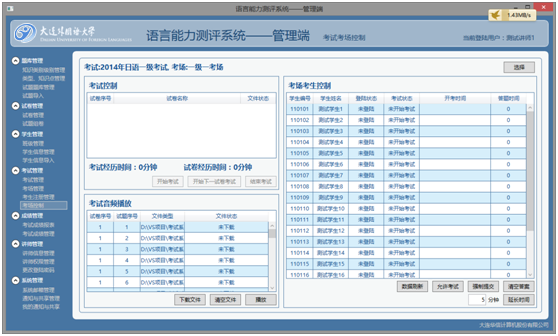 语言能力测评系统——管理端
1.43MB/s
大连外国语大学
DALIAN UNIVERSITY OF FOREIGN LANGUAGES
语言能力测评系统——管理端 考试考场控制
当前登陆用户：测试讲师1
题库管理
知识类别级别管理
类型、知识点管理
试题题库管理
试题导入
试卷管理
试卷管理
试题组卷
学生管理
班级管理
学生信息管理
学生信息导入
考试管理
考试管理
考场管理
考生注册管理
考场控制
成绩管理
考试成绩报表
考试成绩管理
讲师管理
讲师信息管理
讲师权限管理
更改登陆密码
系统管理
通知与共享管理
我的通知与共享
考试:2014年日语一级考试, 考场:一级一考场
选择
考试控制
试卷序号 试卷名称 文件状态
考试经历时间：0分钟 试卷经历时间：0分钟
开始考试 开始下一试卷考试 结束考试
考试音频播放
试卷序号 试题序号 文件类型 文件状态
1 1 D:\VS项目\考试系 未下载
1 2 D:\VS项目\考试系 未下载
1 3 D:\VS项目\考试系 未下载
1 4 D:\VS项目\考试系 未下载
1 5 D:\VS项目\考试系 未下载
1 6 D:\VS项目\考试系 未下载
下载文件 清空文件 播放
考场考生控制
学生编号 学生姓名 登陆状态 考试状态 开考时间 答题时间
110101 测试学生1 未登陆 未开始考试 0
110102 测试学生2 未登陆 未开始考试 0
110103 测试学生3 未登陆 未开始考试 0
110104 测试学生4 未登陆 未开始考试 0
110105 测试学生5 未登陆 未开始考试 0
110106 测试学生6 未登陆 未开始考试 0
110107 测试学生7 未登陆 未开始考试 0
110108 测试学生8 未登陆 未开始考试 0
110109 测试学生9 未登陆 未开始考试 0
110110 测试学生10 未登陆 未开始考试 0
110111 测试学生11 未登陆 未开始考试 0
110112 测试学生12 未登陆 未开始考试 0
110113 测试学生13 未登陆 未开始考试 0
110114 测试学生14 未登陆 未开始考试 0
110115 测试学生15 未登陆 未开始考试 0
110116 测试学生16 未登陆 未开始考试 0
数据刷新 允许考试 强制提交 清空答案
5 分钟 延长时间
大连华信计算机股份有限公司